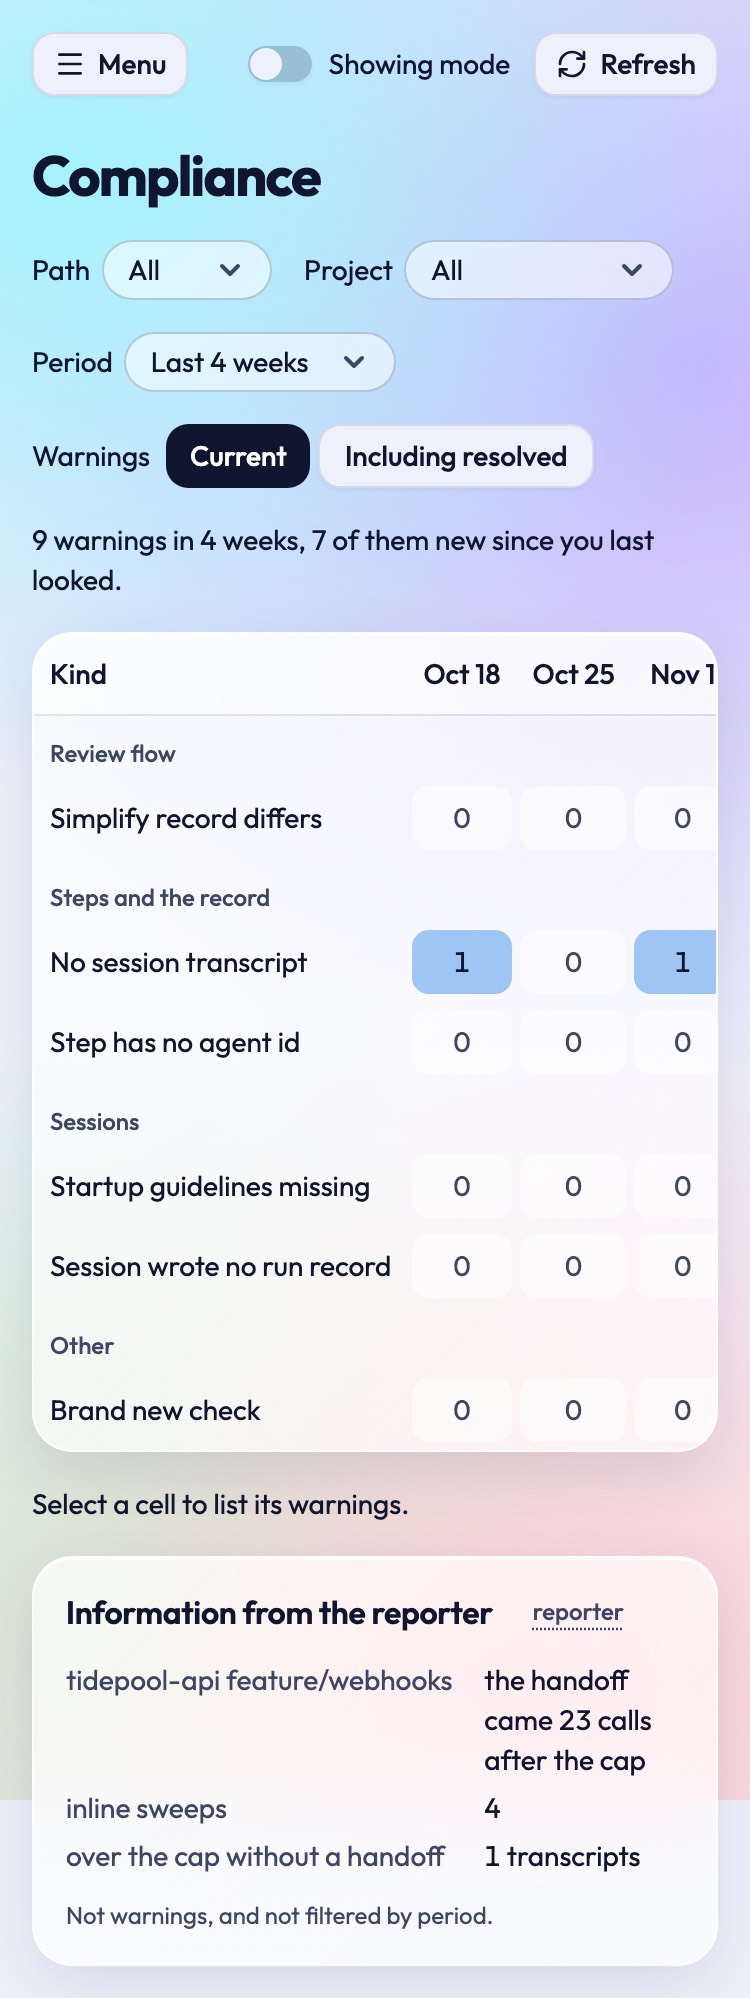 Menu
Showing mode
Refresh
Compliance
Path All
Project All
Period Last 4 weeks
Warnings Current Including resolved
9 warnings in 4 weeks, 7 of them new since you last
looked.
Kind Oct 18 Oct 25 Nov 1
Review flow
Simplify record differs 0 0 0
Steps and the record
No session transcript 1 0 1
Step has no agent id 0 0 0
Sessions
Startup guidelines missing 0 0 0
Session wrote no run record 0 0 0
Other
Brand new check 0 0 0
Select a cell to list its warnings.
Information from the reporter reporter
tidepool-api feature/webhooks the handoff
came 23 calls
after the cap
inline sweeps 4
over the cap without a handoff 1 transcripts
Not warnings, and not filtered by period.